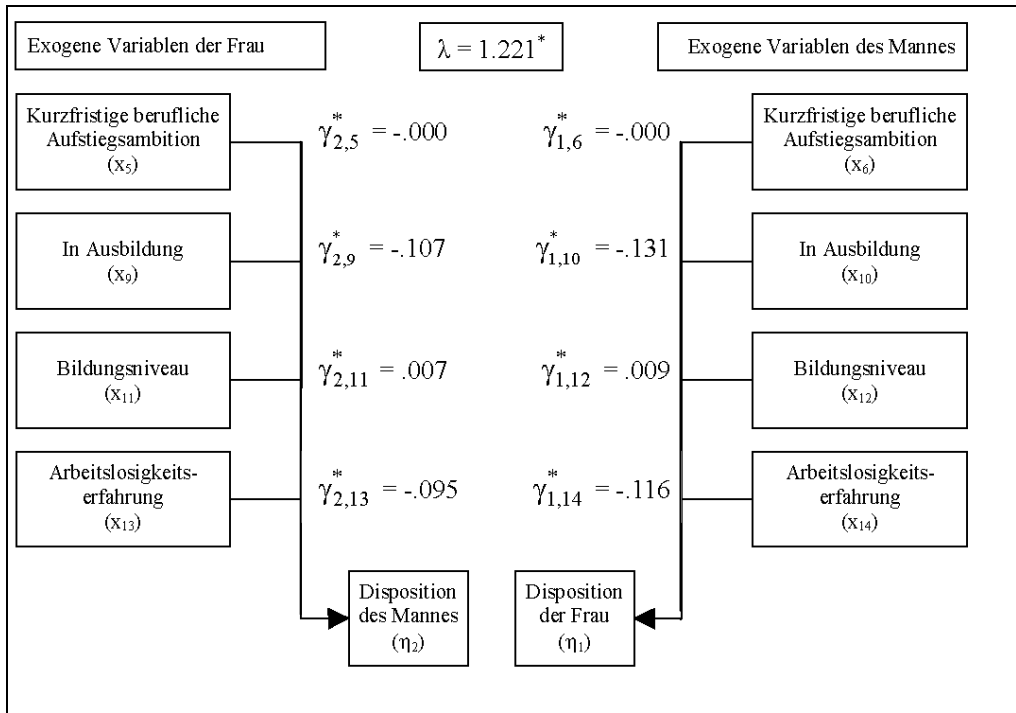 Exogene Variablen der Frau
λ = 1.221*
Exogene Variablen des Mannes
Kurzfristige berufliche
Aufstiegsambition
(x₅)
γ*₂,₅ = -.000
γ*₁,₆ = -.000
Kurzfristige berufliche
Aufstiegsambition
(x₆)
In Ausbildung
(x₉)
γ*₂,₉ = -.107
γ*₁,₁₀ = -.131
In Ausbildung
(x₁₀)
Bildungsniveau
(x₁₁)
γ*₂,₁₁ = .007
γ*₁,₁₂ = .009
Bildungsniveau
(x₁₂)
Arbeitslosigkeits-
erfahrung
(x₁₃)
γ*₂,₁₃ = -.095
γ*₁,₁₄ = -.116
Arbeitslosigkeits-
erfahrung
(x₁₄)
Disposition
des Mannes
(η₂)
Disposition
der Frau
(η₁)